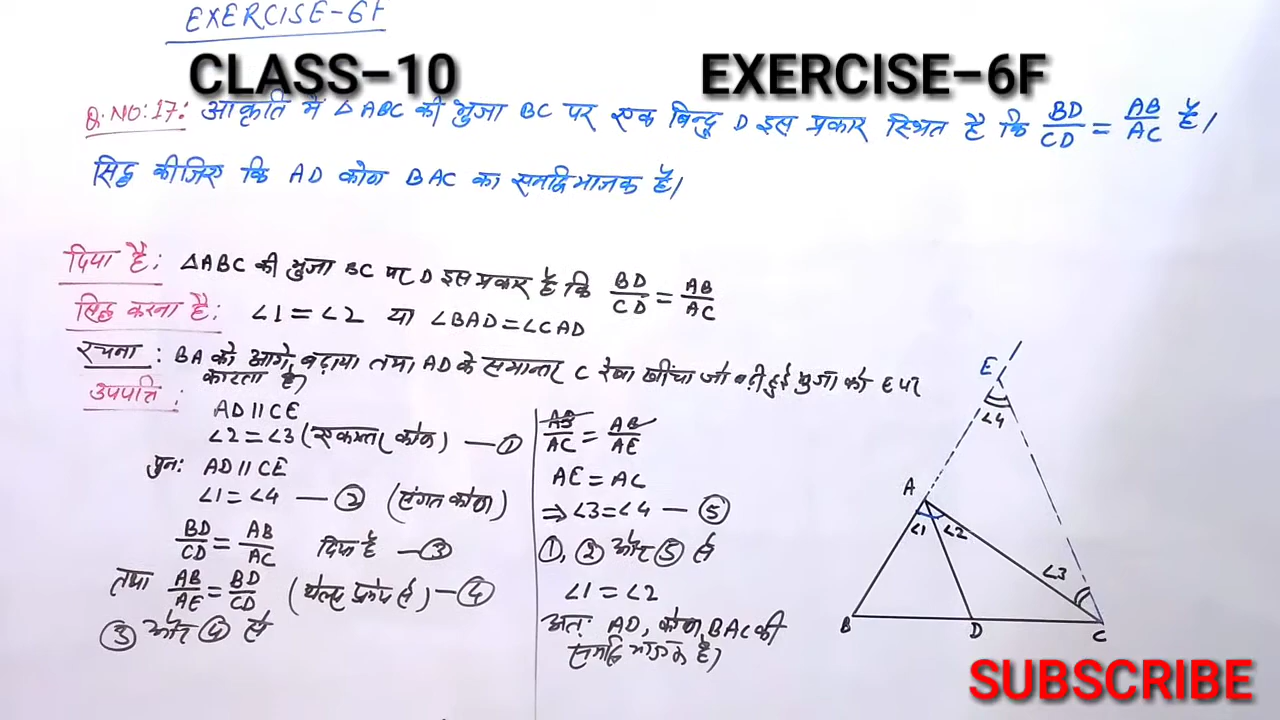 EXERCISE-6F
CLASS-10
EXERCISE-6F
Q.NO:17: आकृति में △ABC की भुजा BC पर एक बिन्दु D इस प्रकार स्थित है कि BD/CD = AB/AC है।
सिद्ध कीजिए कि AD कोण BAC का समद्विभाजक है।
दिया है: △ABC की भुजा BC पर D इस प्रकार है कि BD/CD = AB/AC
सिद्ध करना है: ∠1=∠2 या ∠BAD=∠CAD
रचना: BA को आगे बढ़ाया तथा AD के समान्तर C रेखा खींचा जो बढ़ी हुई भुजा को E पर
काटता है।
उपपत्ति:
AD||CE
∠2=∠3 (एकान्तर कोण) —①
पुन: AD||CE
∠1=∠4 —② (संगत कोण)
BD/CD = AB/AC दिया है —③
तथा AB/AE = BD/CD (थेल्स प्रमेय से) —④
③ और ④ से
AB/AC = AB/AE
AE = AC
⇒∠3=∠4 —⑤
①, ② और ⑤ से
∠1=∠2
अत: AD, कोण BAC की
समद्विभाजक है।
E
∠4
A
∠1 ∠2
∠3
B D C
SUBSCRIBE